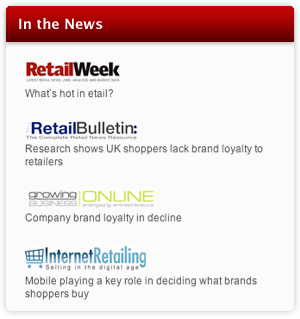 In the News
RetailWeek
LATEST RETAIL NEWS, JOBS, ANALYSIS AND MARKET DATA
What's hot in etail?
RetailBulletin:
The Complete Retail News Resource
Research shows UK shoppers lack brand loyalty to
retailers
growing
BUSINESS ONLINE
energising entrepreneurs
Company brand loyalty in decline
InternetRetailing
Selling in the digital age
Mobile playing a key role in deciding what brands
shoppers buy